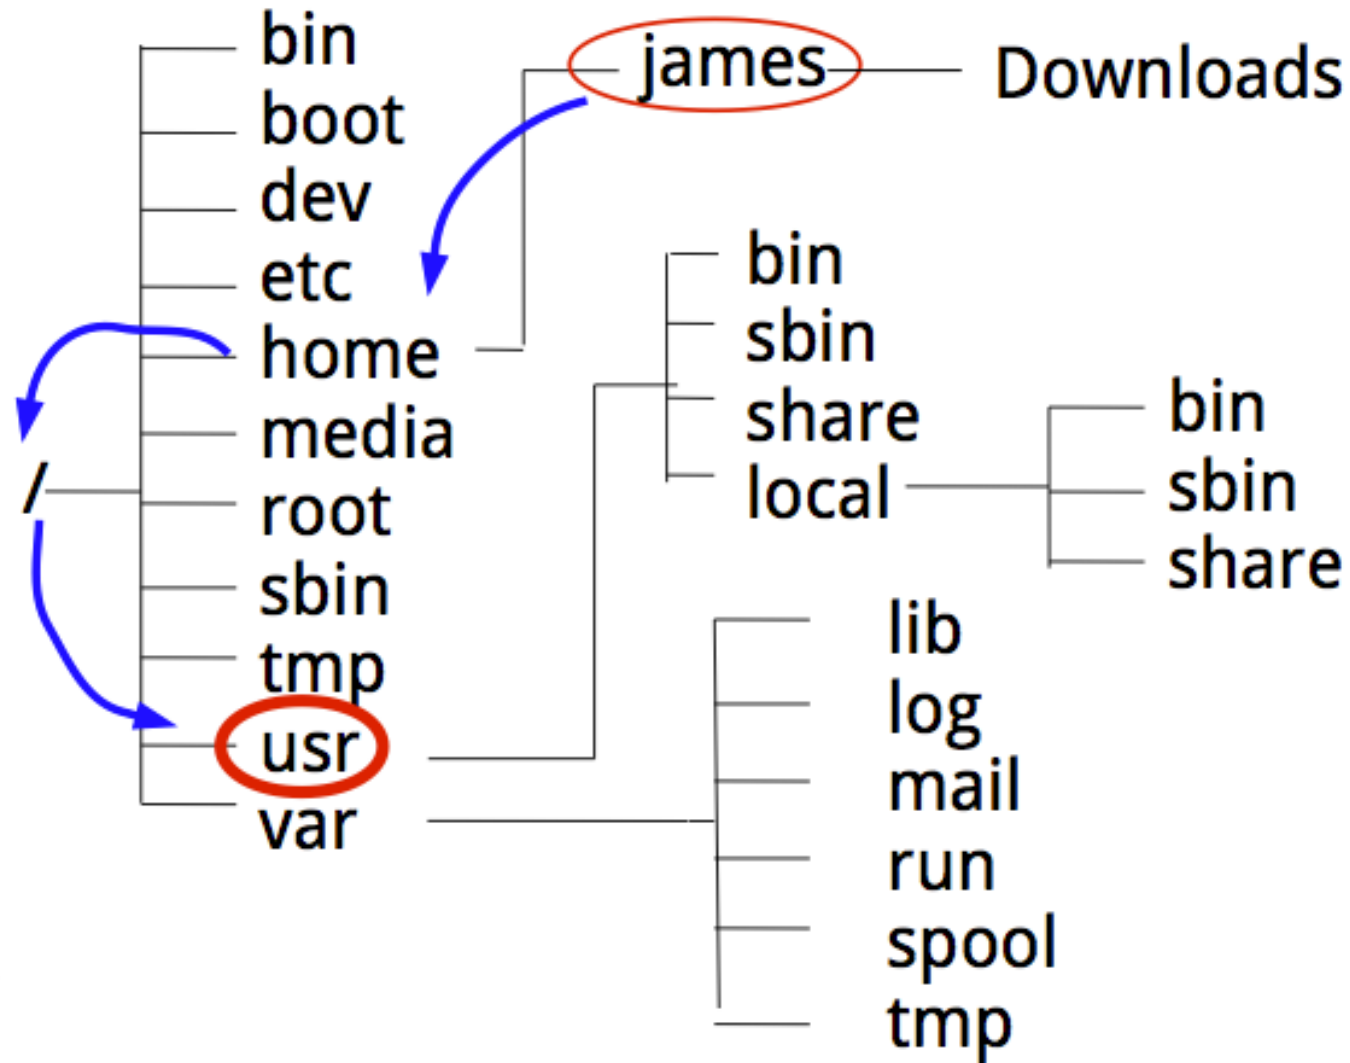 /
bin
boot
dev
etc
home
media
root
sbin
tmp
usr
var
james
Downloads
bin
sbin
share
local
bin
sbin
share
lib
log
mail
run
spool
tmp